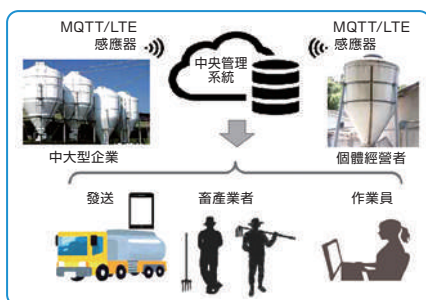 MQTT/LTE
感應器
MQTT/LTE
感應器
中央管理
系統
中大型企業
個體經營者
發送
畜產業者
作業員